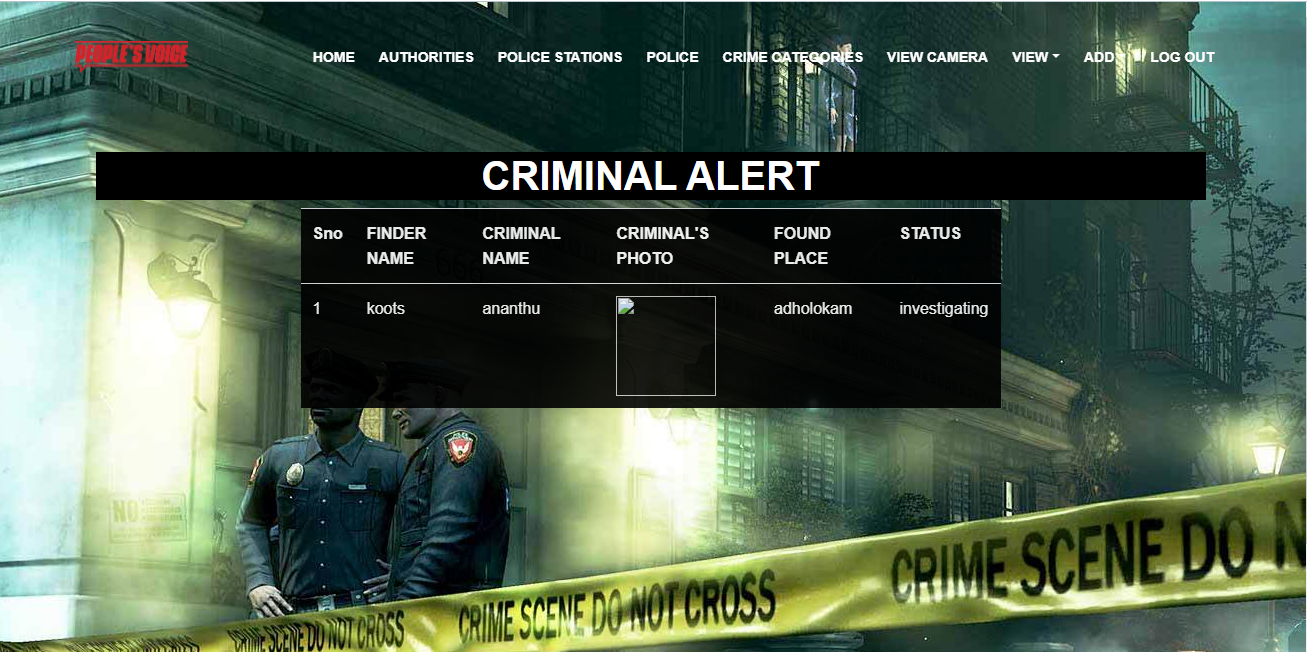 PEOPLE'S VOICE
HOME AUTHORITIES POLICE STATIONS POLICE CRIME CATEGORIES VIEW CAMERA VIEW ADD LOG OUT
CRIMINAL ALERT
Sno FINDER NAME CRIMINAL NAME CRIMINAL'S PHOTO FOUND PLACE STATUS
1 koots ananthu adholokam investigating
666
NO
CRIME SCENE DO NOT CROSS
CRIME SCENE DO NOT CROSS
CRIME SCENE DO N